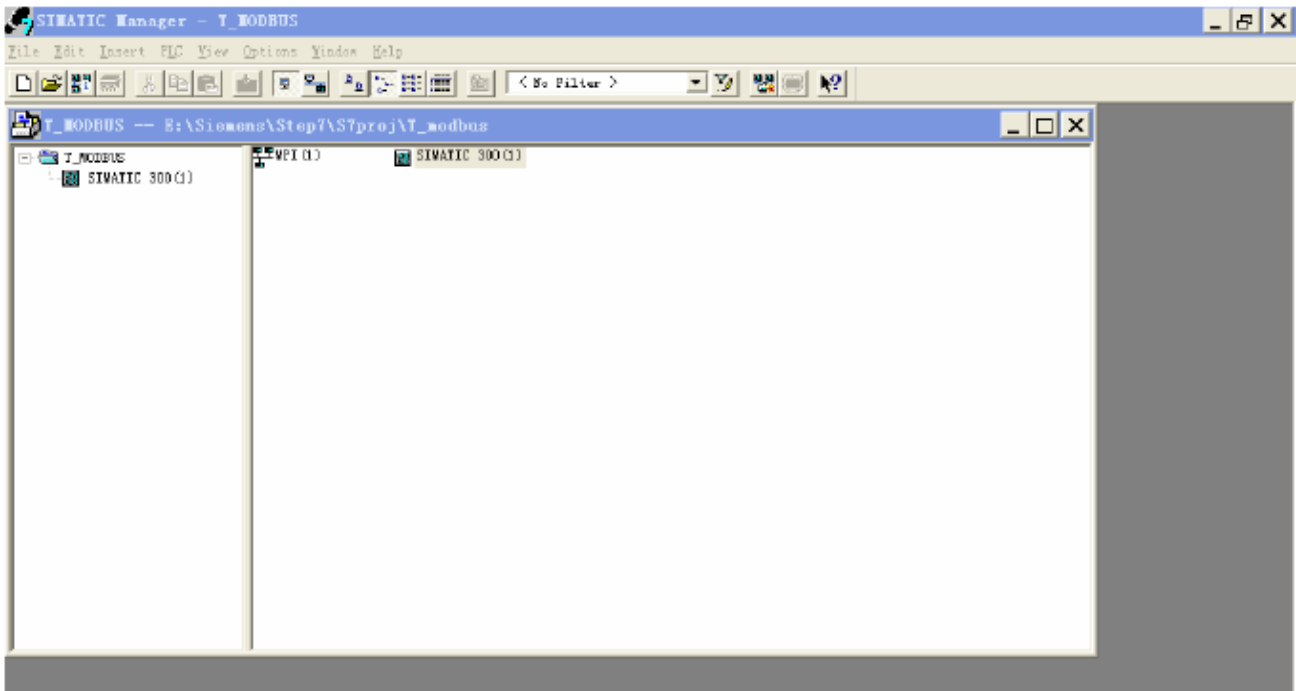 SIMATIC Manager - T_MODBUS
File Edit Insert PLC View Options Window Help
< No Filter >
T_MODBUS -- E:\Siemens\Step7\S7proj\T_modbus
T_MODBUS
SIMATIC 300(1)
MPI(1)
SIMATIC 300(1)